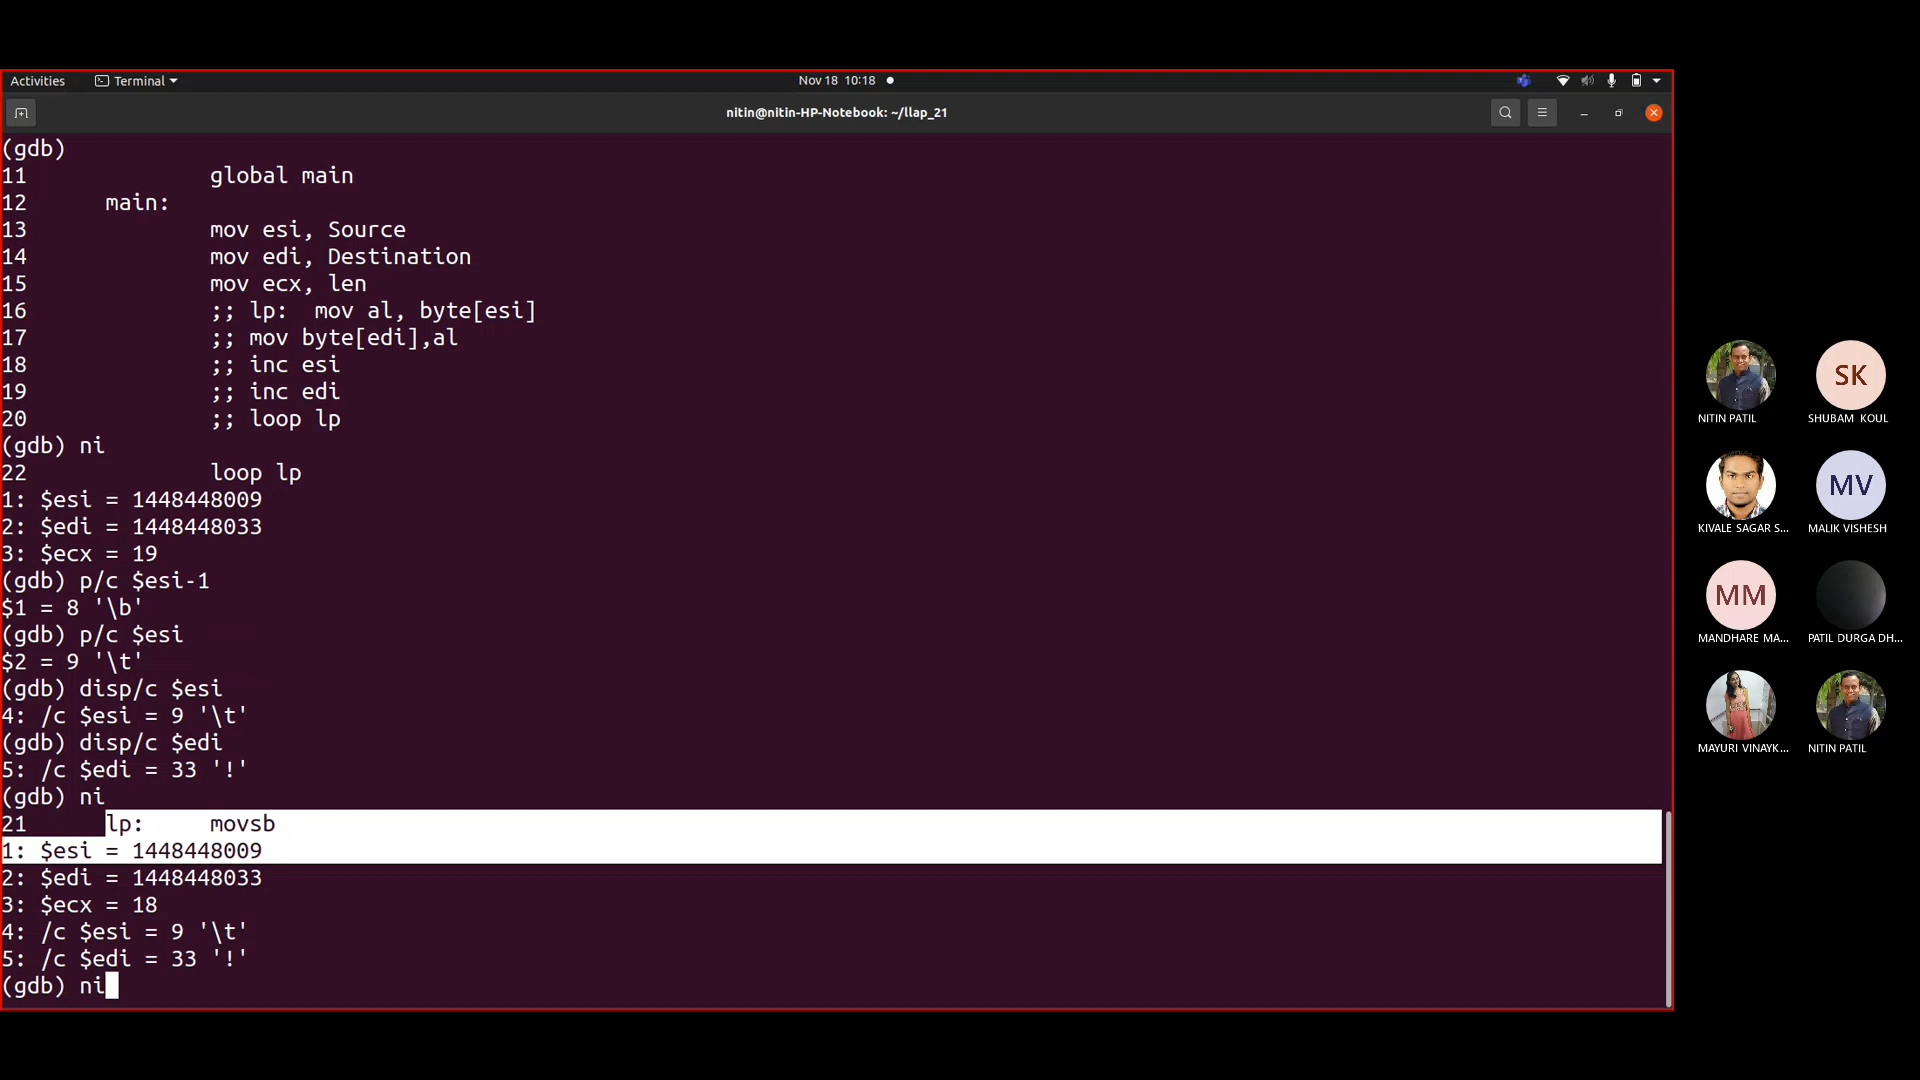 Activities Terminal Nov 18 10:18
nitin@nitin-HP-Notebook: ~/llap_21
(gdb)
11 global main
12 main:
13 mov esi, Source
14 mov edi, Destination
15 mov ecx, len
16 ;; lp: mov al, byte[esi]
17 ;; mov byte[edi],al
18 ;; inc esi
19 ;; inc edi
20 ;; loop lp
(gdb) ni
22 loop lp
1: $esi = 1448448009
2: $edi = 1448448033
3: $ecx = 19
(gdb) p/c $esi-1
$1 = 8 '\b'
(gdb) p/c $esi
$2 = 9 '\t'
(gdb) disp/c $esi
4: /c $esi = 9 '\t'
(gdb) disp/c $edi
5: /c $edi = 33 '!'
(gdb) ni
21 lp: movsb
1: $esi = 1448448009
2: $edi = 1448448033
3: $ecx = 18
4: /c $esi = 9 '\t'
5: /c $edi = 33 '!'
(gdb) ni
SK
NITIN PATIL SHUBAM KOUL
MV
KIVALE SAGAR S... MALIK VISHESH
MM
MANDHARE MA... PATIL DURGA DH...
MAYURI VINAYK... NITIN PATIL